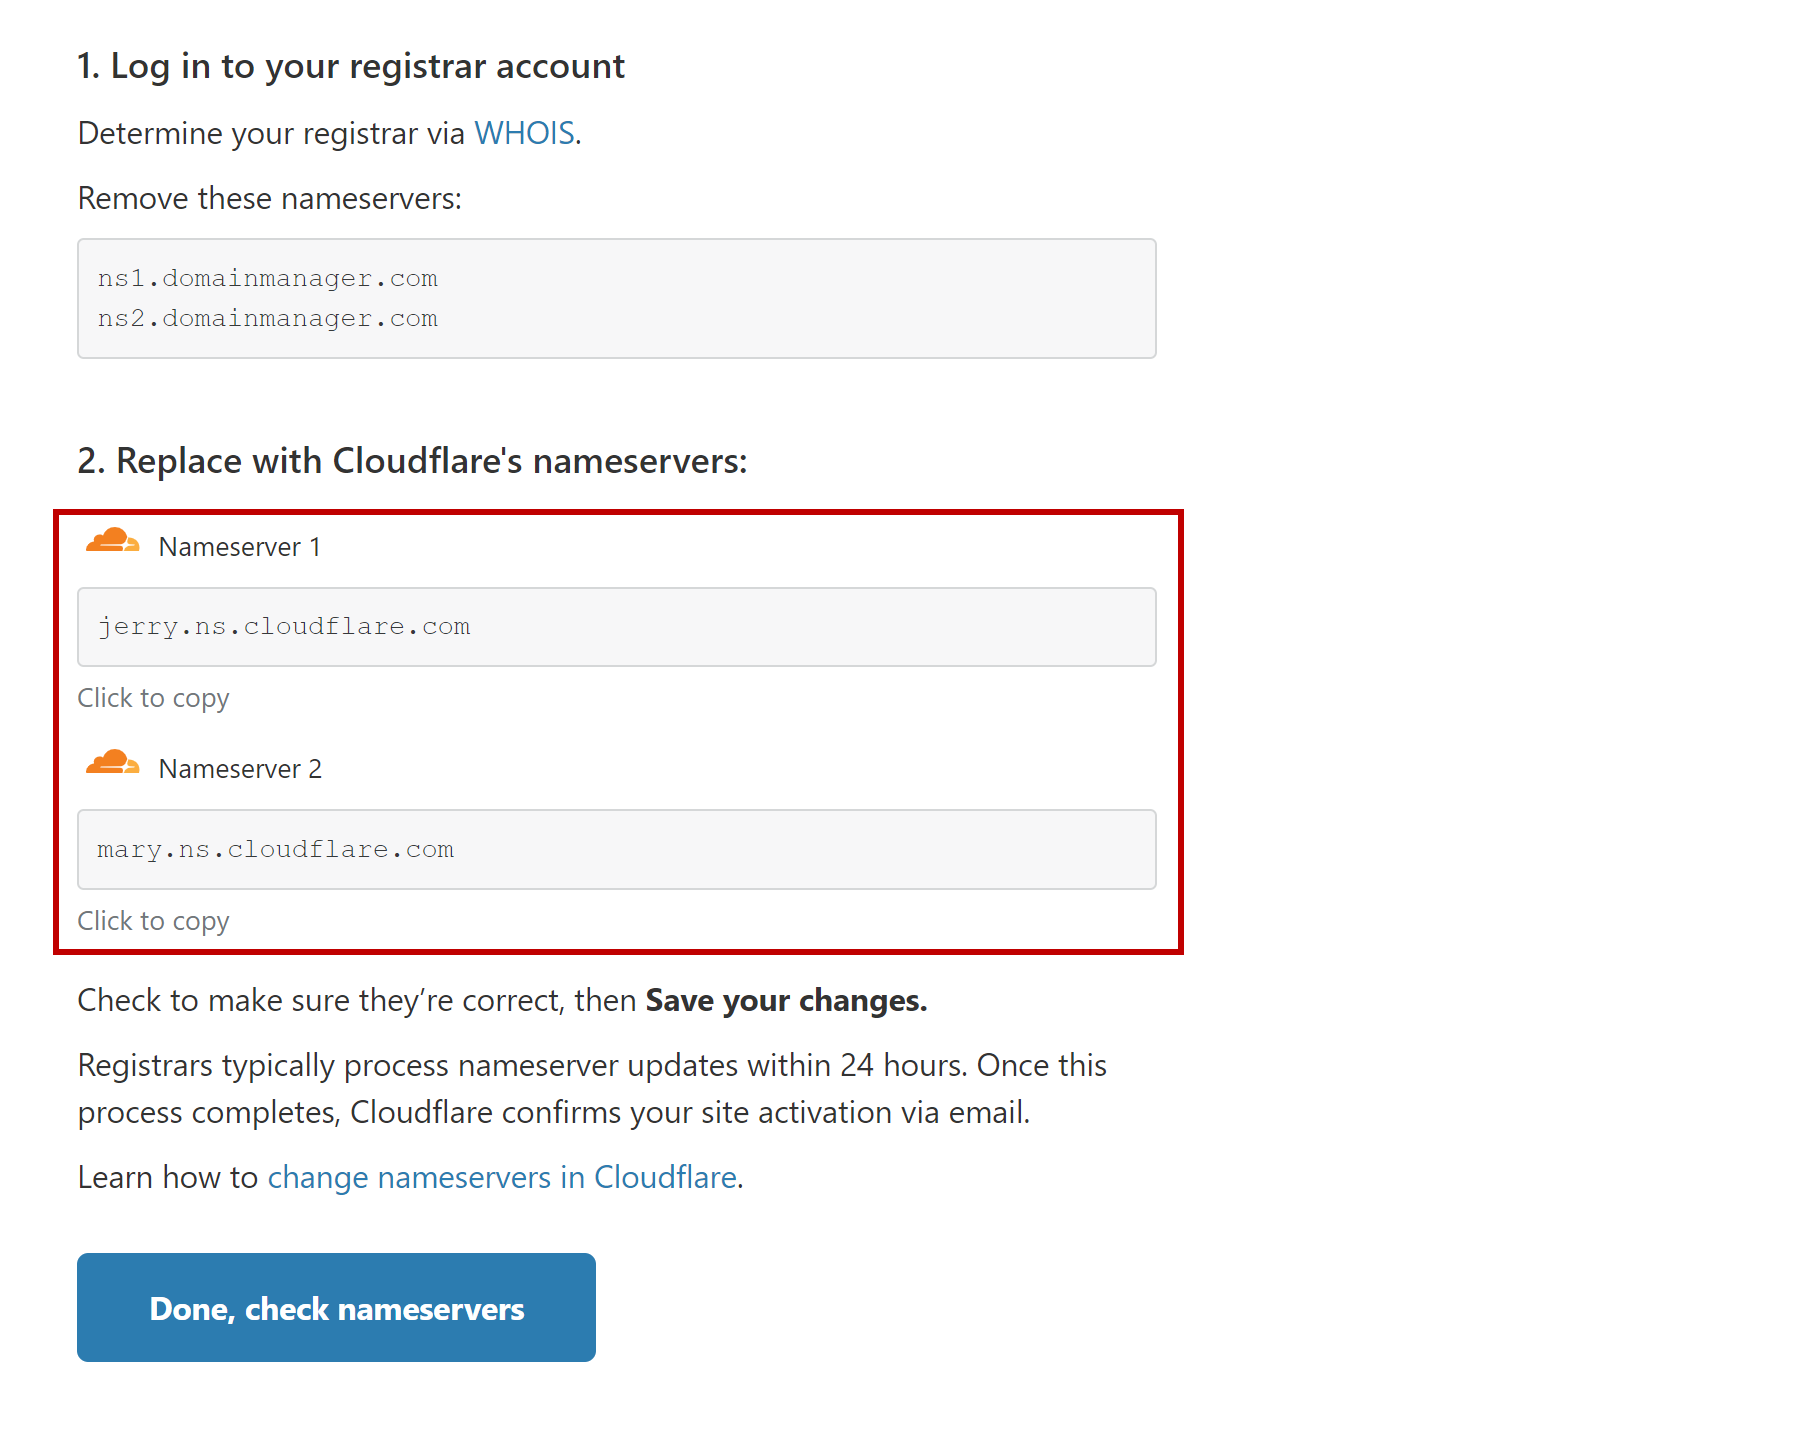 1. Log in to your registrar account
Determine your registrar via WHOIS.
Remove these nameservers:
ns1.domainmanager.com
ns2.domainmanager.com
2. Replace with Cloudflare's nameservers:
Nameserver 1
jerry.ns.cloudflare.com
Click to copy
Nameserver 2
mary.ns.cloudflare.com
Click to copy
Check to make sure they’re correct, then Save your changes.
Registrars typically process nameserver updates within 24 hours. Once this
process completes, Cloudflare confirms your site activation via email.
Learn how to change nameservers in Cloudflare.
Done, check nameservers